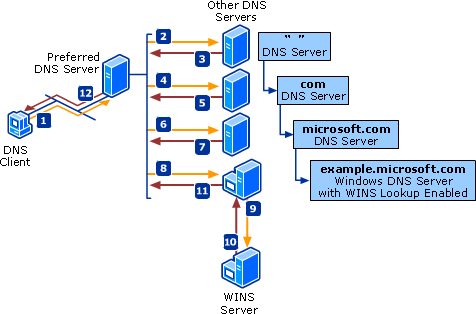 Other DNS
Servers
Preferred
DNS Server
2
3
" "
DNS Server
4
5
com
DNS Server
12
1
DNS
Client
6
7
microsoft.com
DNS Server
8
11
example.microsoft.com
Windows DNS Server
with WINS Lookup Enabled
9
10
WINS
Server